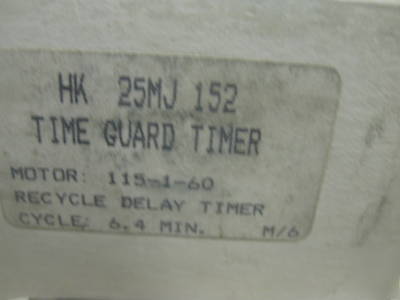 HK 25MJ 152
TIME GUARD TIMER
MOTOR: 115-1-60
RECYCLE DELAY TIMER
CYCLE: 6.4 MIN. M/6